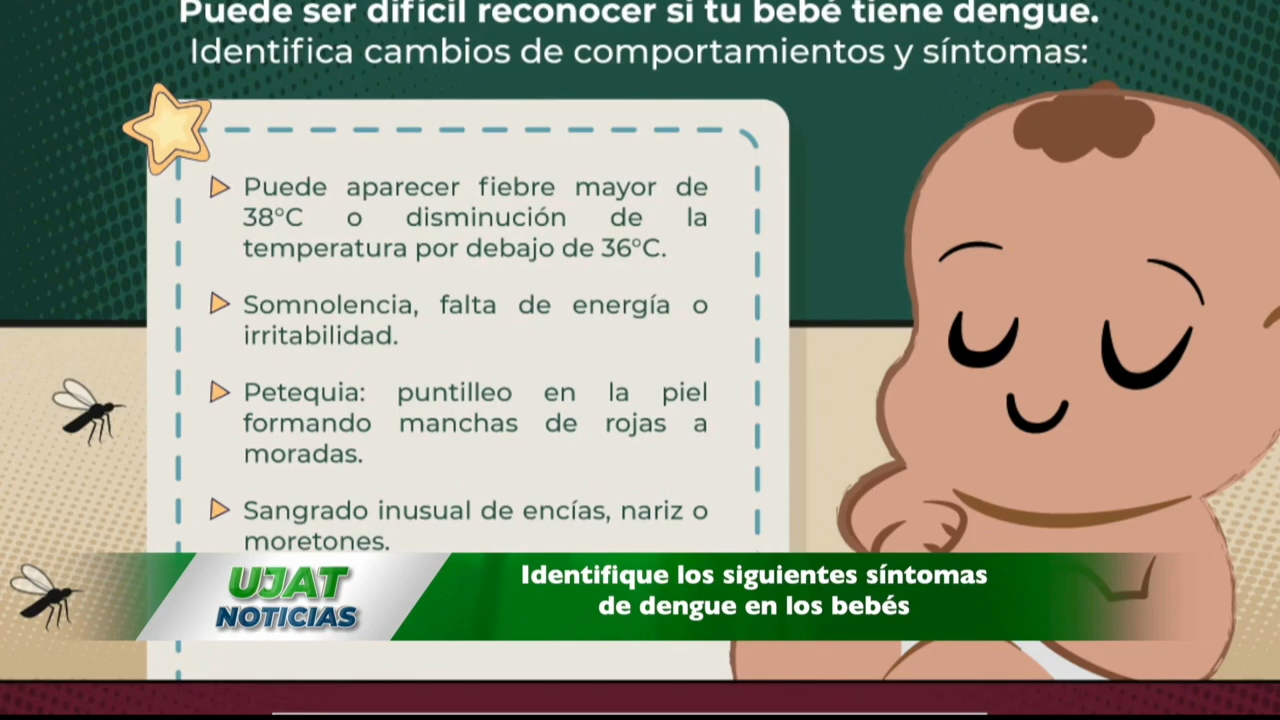 Puede ser difícil reconocer si tu bebé tiene dengue.
Identifica cambios de comportamientos y síntomas:
Puede aparecer fiebre mayor de
38°C o disminución de la
temperatura por debajo de 36°C.
Somnolencia, falta de energía o
irritabilidad.
Petequia: puntilleo en la piel
formando manchas de rojas a
moradas.
Sangrado inusual de encías, nariz o
moretones.
UJAT
NOTICIAS
Identifique los siguientes síntomas
de dengue en los bebés